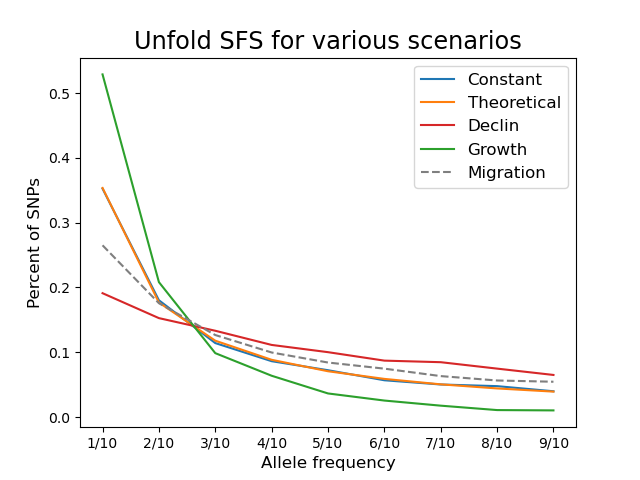 Unfold SFS for various scenarios
Constant
Theoretical
Declin
Growth
Migration
Percent of SNPs
0.5
0.4
0.3
0.2
0.1
0.0
1/10 2/10 3/10 4/10 5/10 6/10 7/10 8/10 9/10
Allele frequency